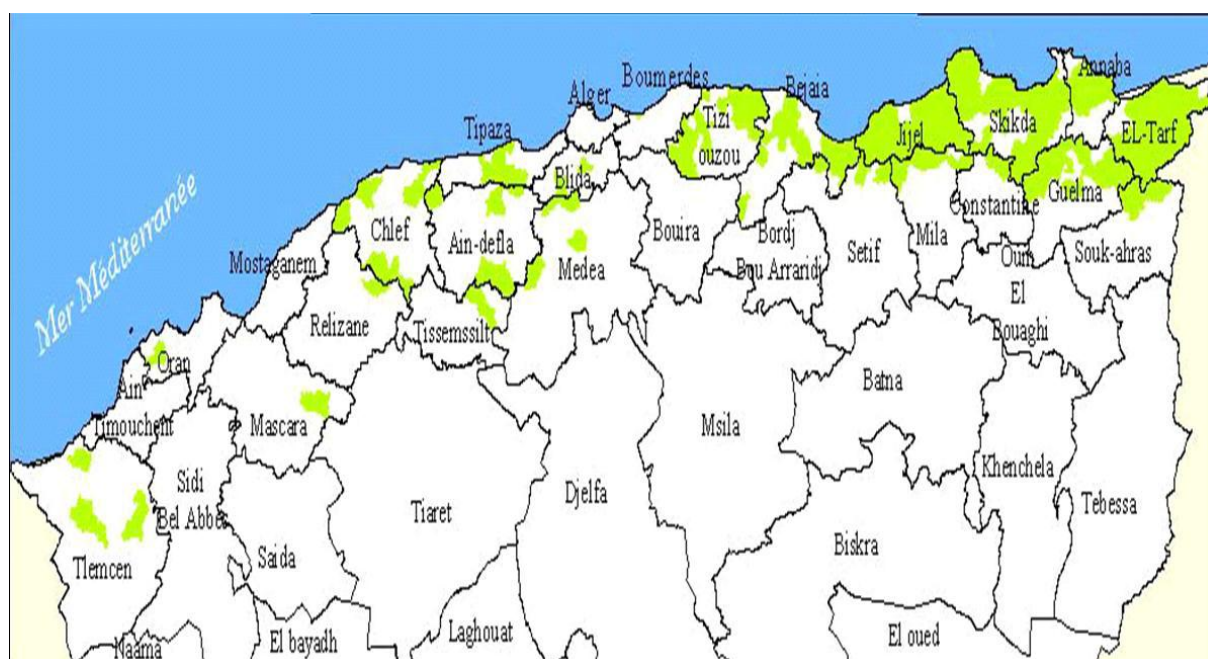 Mer Méditerranée
Annaba
Boumerdes
Bejaia
Alger
Tizi
ouzou
Jijel
Skikda
EL-Tarf
Tipaza
Blida
Guelma
Constantine
Chlef
Ain-defla
Medea
Bouira
Bordj
Bou Arraridj
Setif
Mila
Oum
El
Bouaghi
Souk-ahras
Mostaganem
Relizane
Tissemssilt
Oran
Ain
Timouchent
Mascara
Msila
Batna
Khenchela
Tebessa
Sidi
Bel Abbes
Tiaret
Djelfa
Biskra
Tlemcen
Saida
Naama
El bayadh
Laghouat
El oued